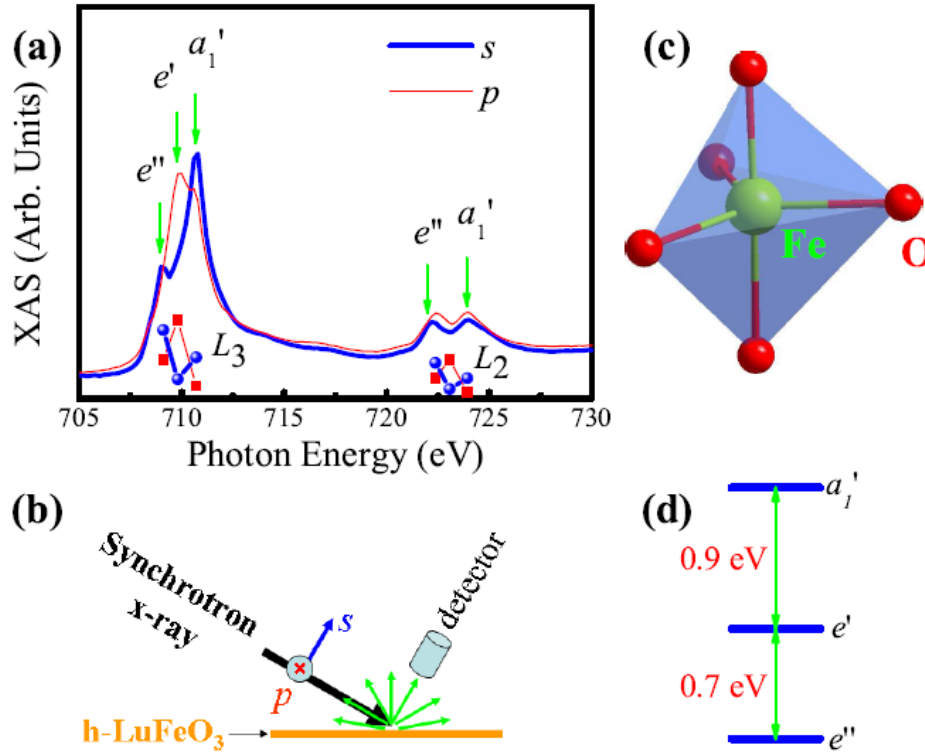 (a)
a₁'
e'
e''
s
p
e''
a₁'
XAS (Arb. Units)
L₃
L₂
705 710 715 720 725 730
Photon Energy (eV)
(c)
Fe
O
(b)
Synchrotron
x-ray
s
p
detector
h-LuFeO₃
(d)
a₁'
0.9 eV
e'
0.7 eV
e''